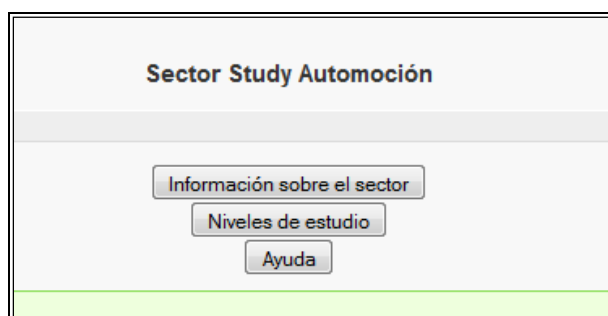 Sector Study Automoción
Información sobre el sector
Niveles de estudio
Ayuda